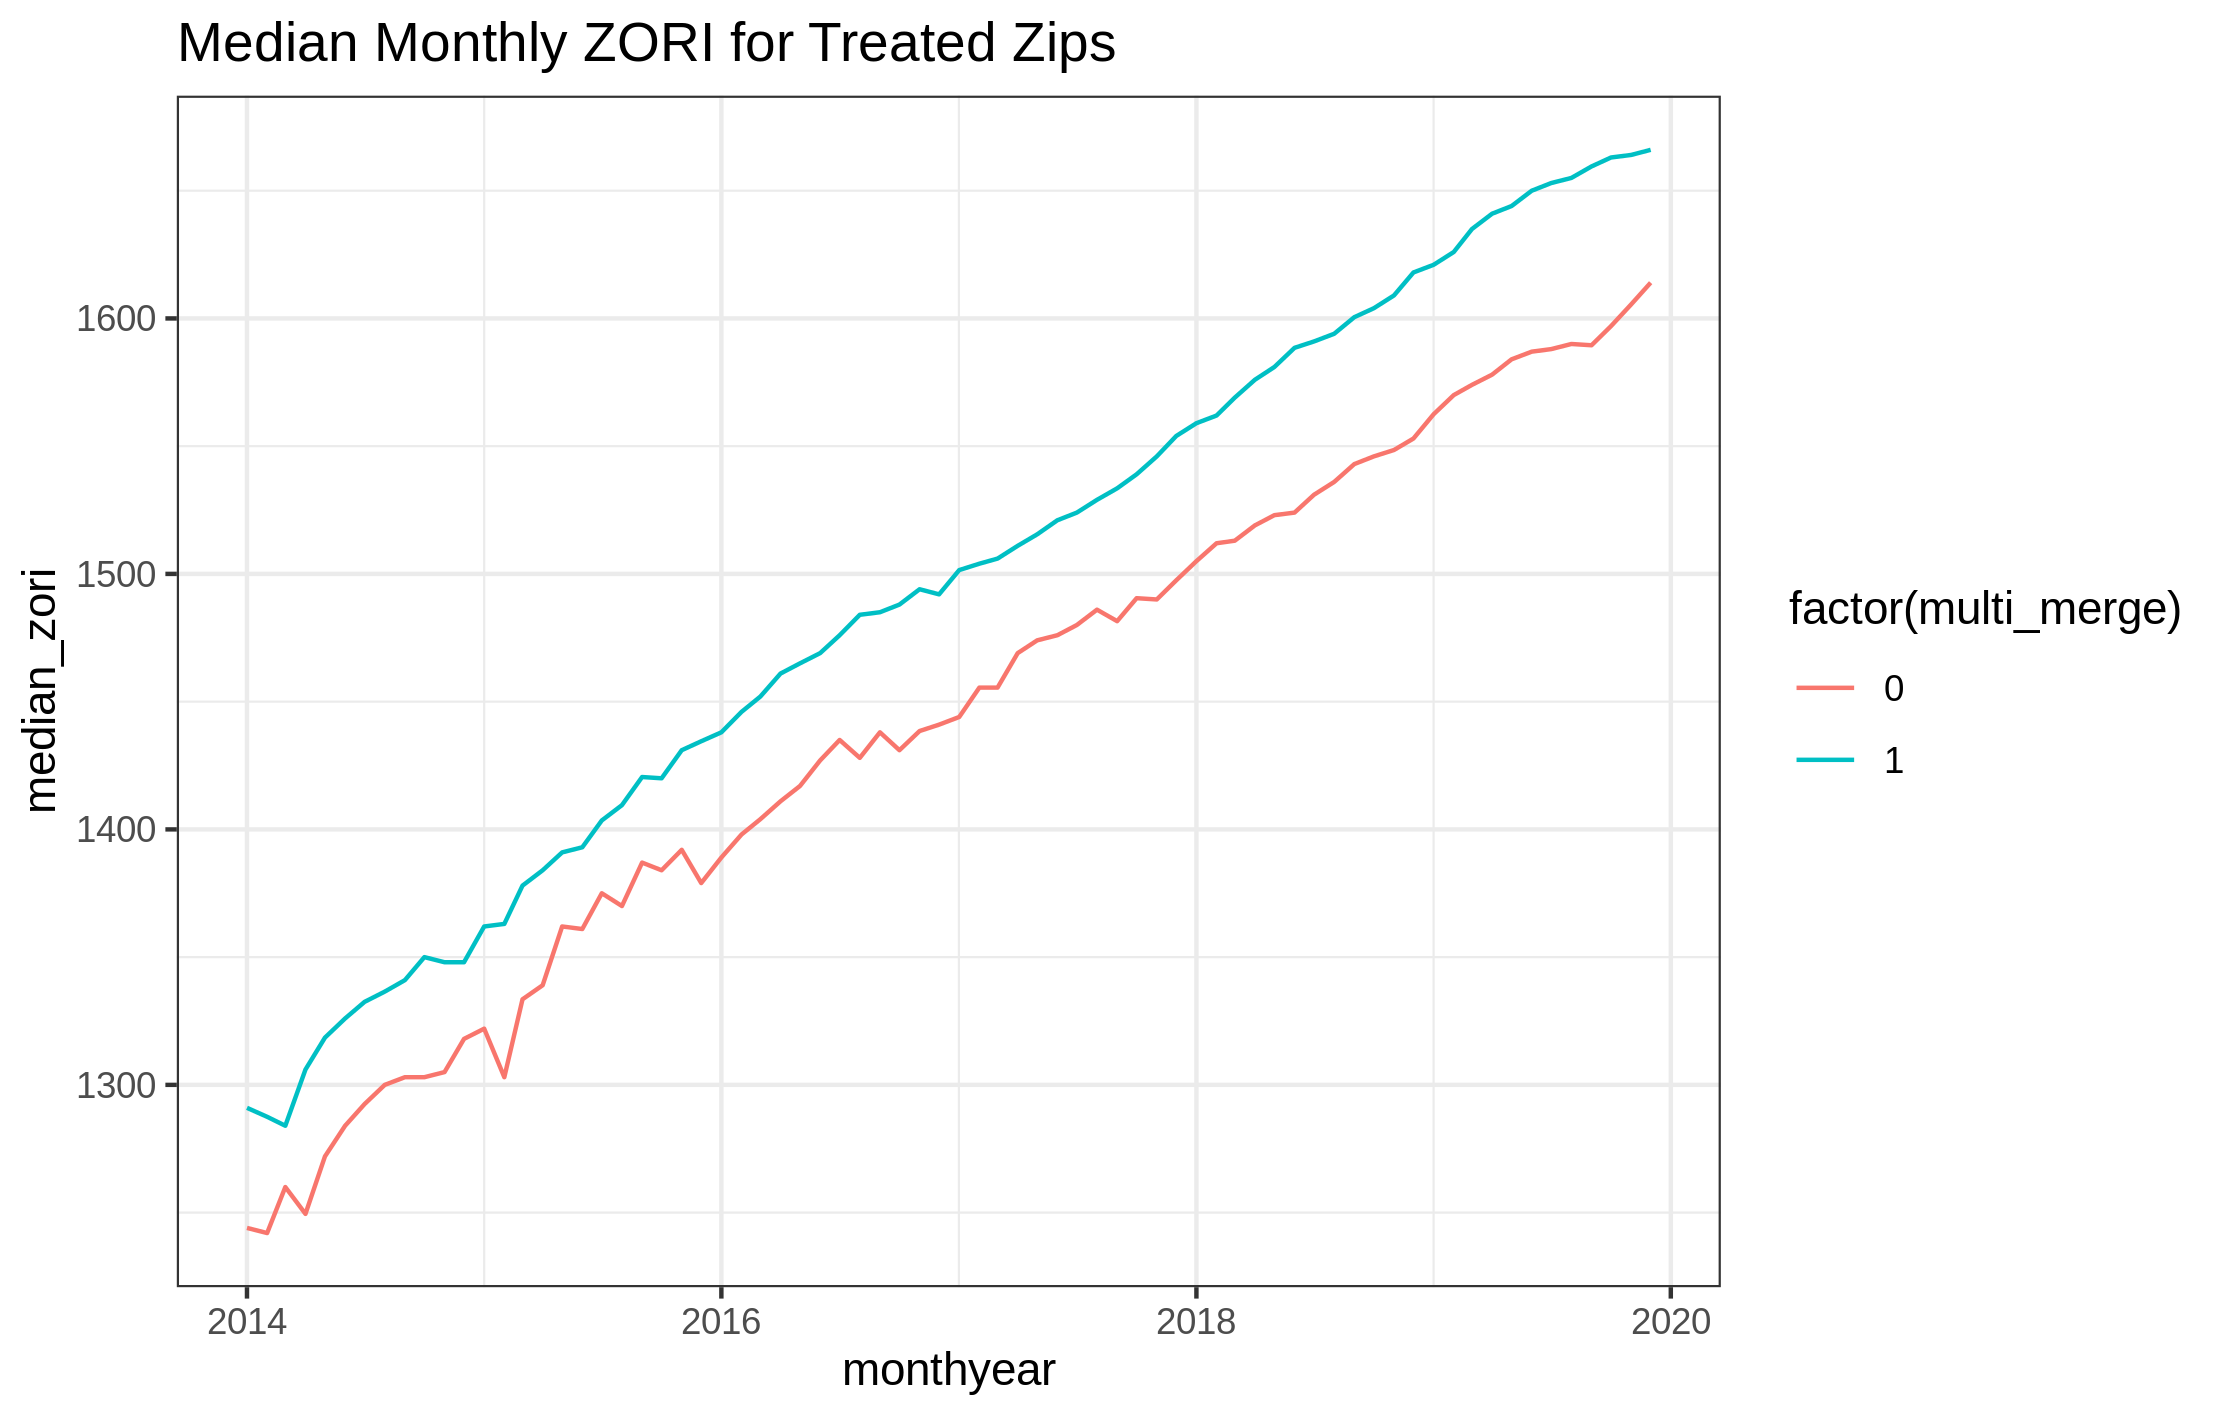 Median Monthly ZORI for Treated Zips
median_zori
1600
1500
1400
1300
2014
2016
2018
2020
monthyear
factor(multi_merge)
0
1